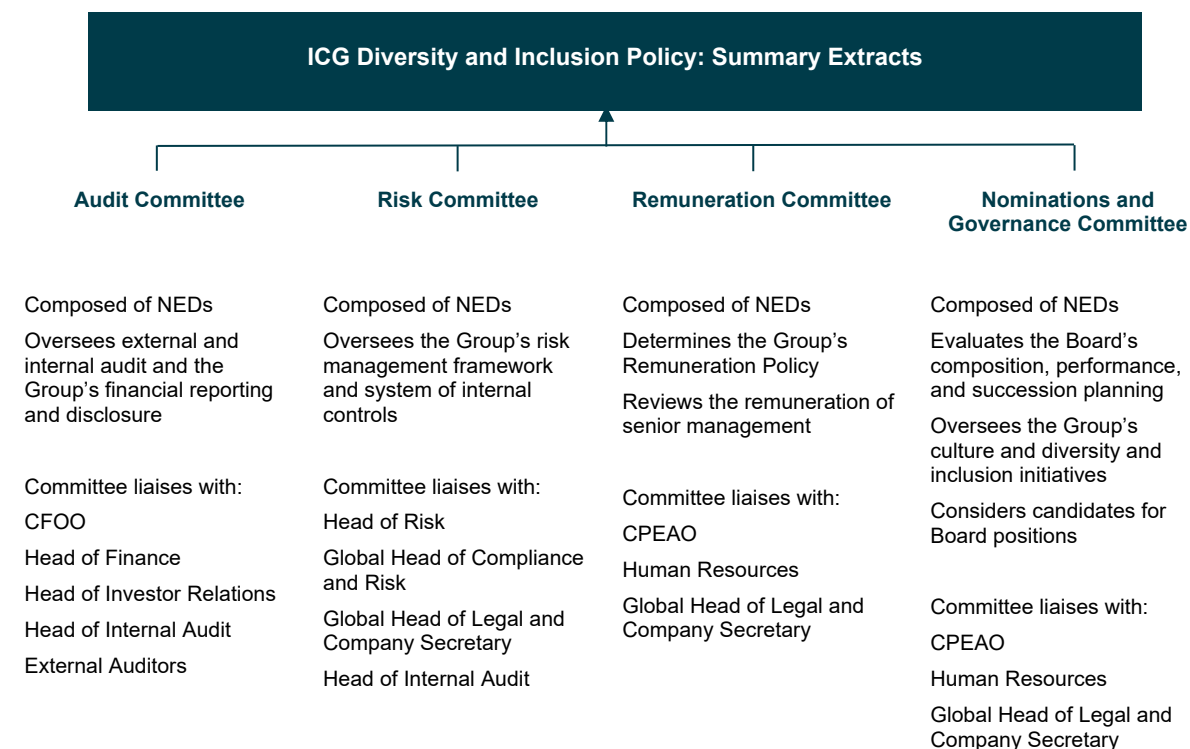 ICG Diversity and Inclusion Policy: Summary Extracts
Audit Committee
Composed of NEDs
Oversees external and
internal audit and the
Group’s financial reporting
and disclosure
Committee liaises with:
CFOO
Head of Finance
Head of Investor Relations
Head of Internal Audit
External Auditors
Risk Committee
Composed of NEDs
Oversees the Group’s risk
management framework
and system of internal
controls
Committee liaises with:
Head of Risk
Global Head of Compliance
and Risk
Global Head of Legal and
Company Secretary
Head of Internal Audit
Remuneration Committee
Composed of NEDs
Determines the Group’s
Remuneration Policy
Reviews the remuneration of
senior management
Committee liaises with:
CPEAO
Human Resources
Global Head of Legal and
Company Secretary
Nominations and
Governance Committee
Composed of NEDs
Evaluates the Board’s
composition, performance,
and succession planning
Oversees the Group’s
culture and diversity and
inclusion initiatives
Considers candidates for
Board positions
Committee liaises with:
CPEAO
Human Resources
Global Head of Legal and
Company Secretary